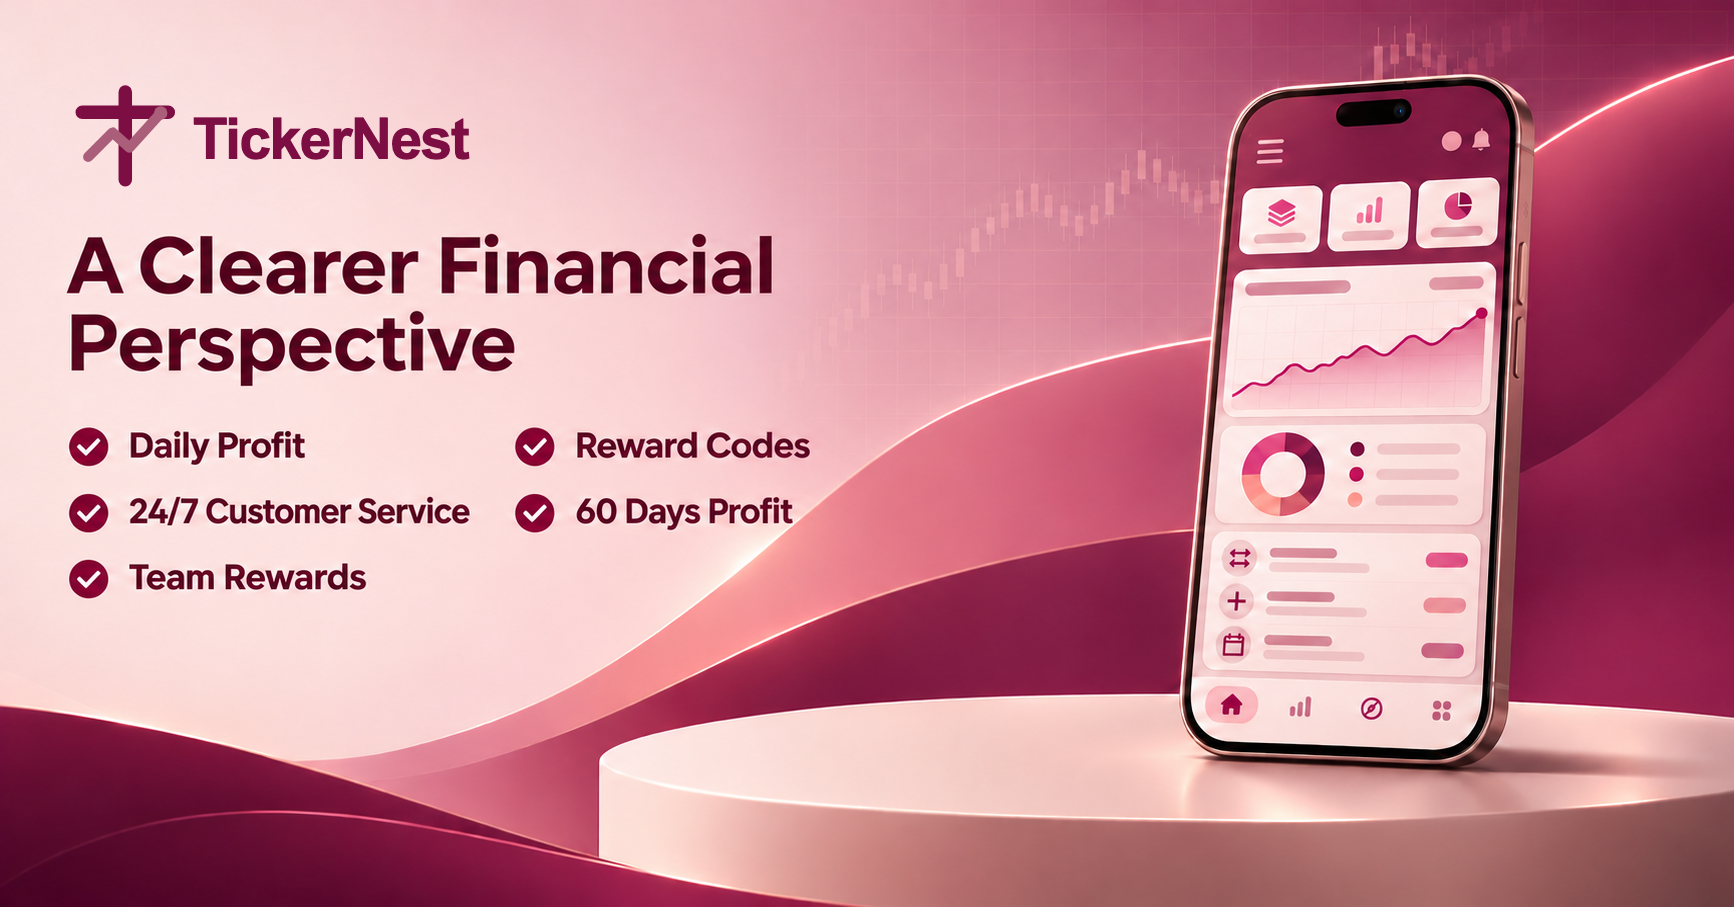 TickerNest
A Clearer Financial
Perspective
Daily Profit
Reward Codes
24/7 Customer Service
60 Days Profit
Team Rewards